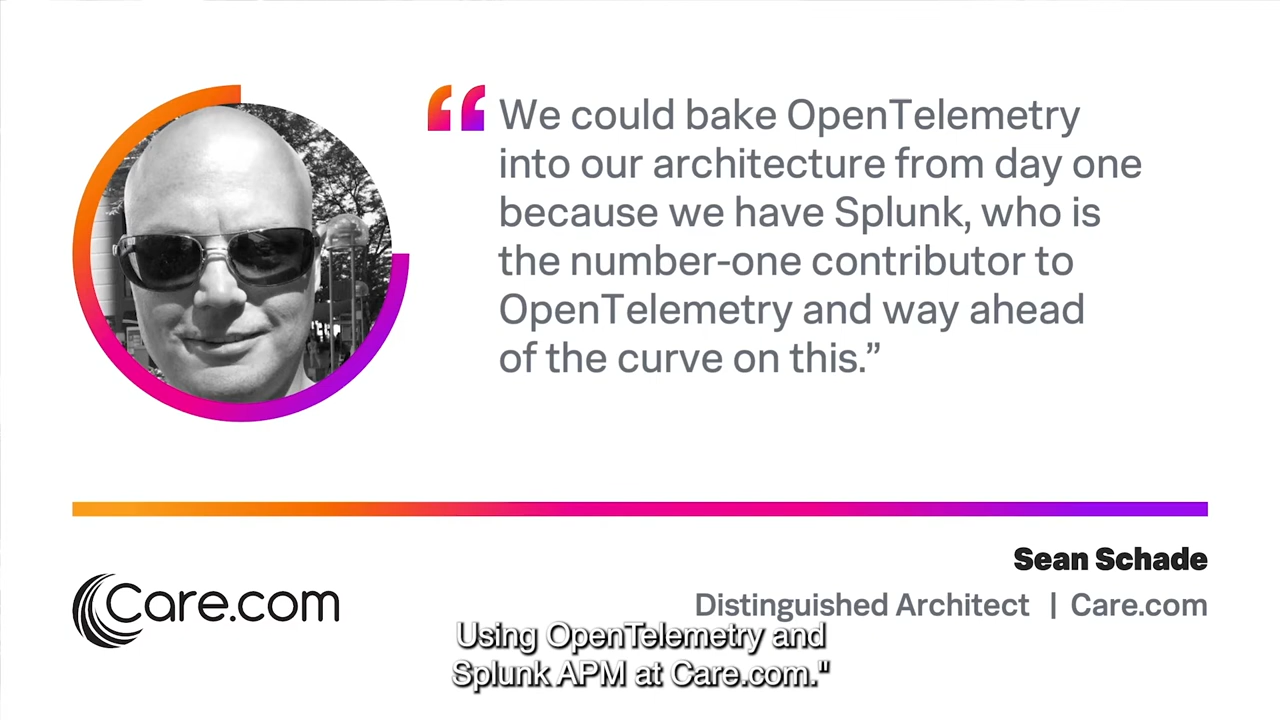 “We could bake OpenTelemetry
into our architecture from day one
because we have Splunk, who is
the number-one contributor to
OpenTelemetry and way ahead
of the curve on this.”
Sean Schade
Distinguished Architect | Care.com
Care.com
Using OpenTelemetry and
Splunk APM at Care.com."